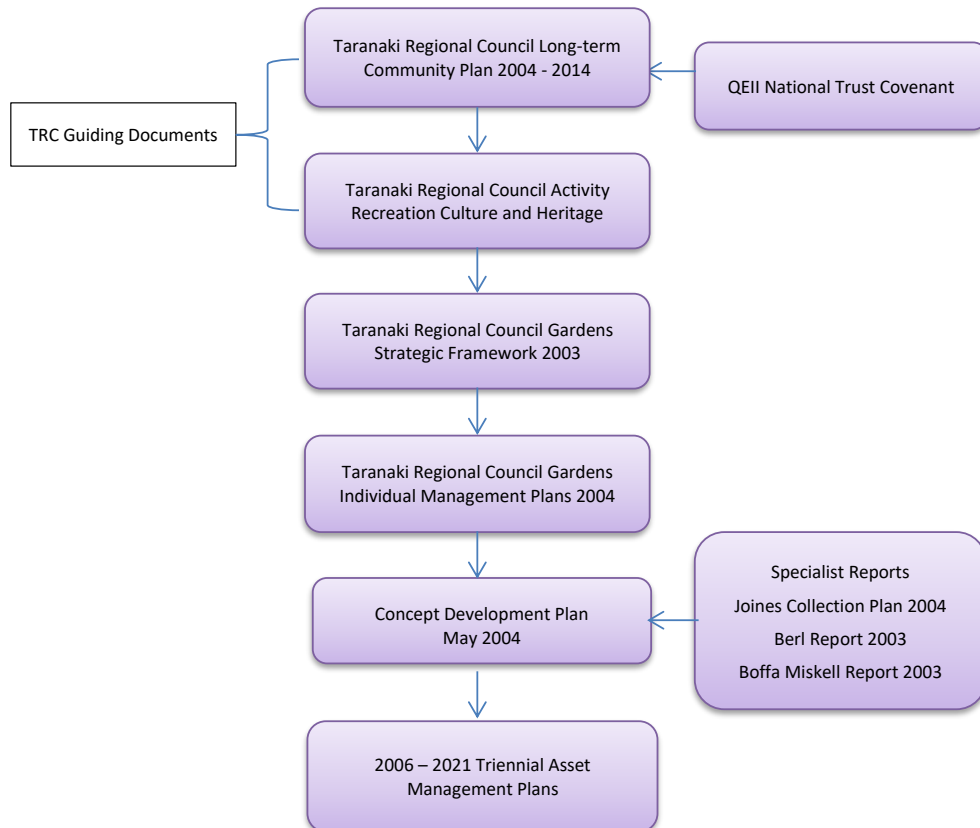 Taranaki Regional Council Long-term
Community Plan 2004 - 2014
QEII National Trust Covenant
TRC Guiding Documents
Taranaki Regional Council Activity
Recreation Culture and Heritage
Taranaki Regional Council Gardens
Strategic Framework 2003
Taranaki Regional Council Gardens
Individual Management Plans 2004
Concept Development Plan
May 2004
Specialist Reports
Joines Collection Plan 2004
Berl Report 2003
Boffa Miskell Report 2003
2006 – 2021 Triennial Asset
Management Plans